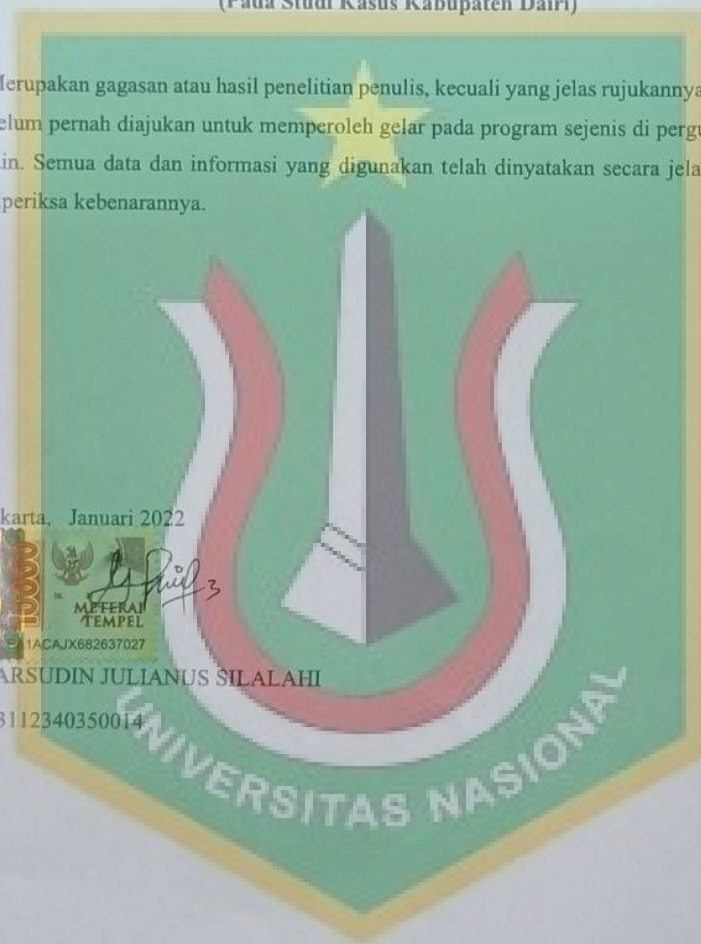 (Pada Studi Kasus Kabupaten Dairi)
Merupakan gagasan atau hasil penelitian penulis, kecuali yang jelas rujukannya
elum pernah diajukan untuk memperoleh gelar pada program sejenis di pergu
in. Semua data dan informasi yang digunakan telah dinyatakan secara jela
periksa kebenarannya.
karta, Januari 2022
METERAI
TEMPEL
1ACAJX682637027
ARSUDIN JULIANUS SILALAHI
3112340350014
UNIVERSITAS NASIONAL